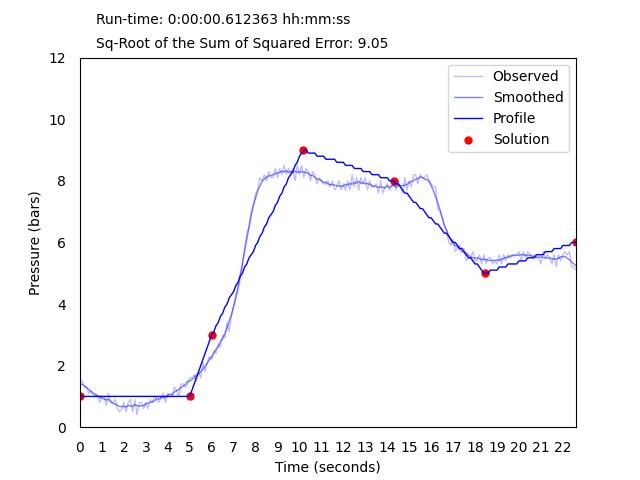 Run-time: 0:00:00.612363 hh:mm:ss
Sq-Root of the Sum of Squared Error: 9.05
12
10
8
6
4
2
0
Pressure (bars)
Observed
Smoothed
Profile
Solution
0 1 2 3 4 5 6 7 8 9 10 11 12 13 14 15 16 17 18 19 20 21 22
Time (seconds)